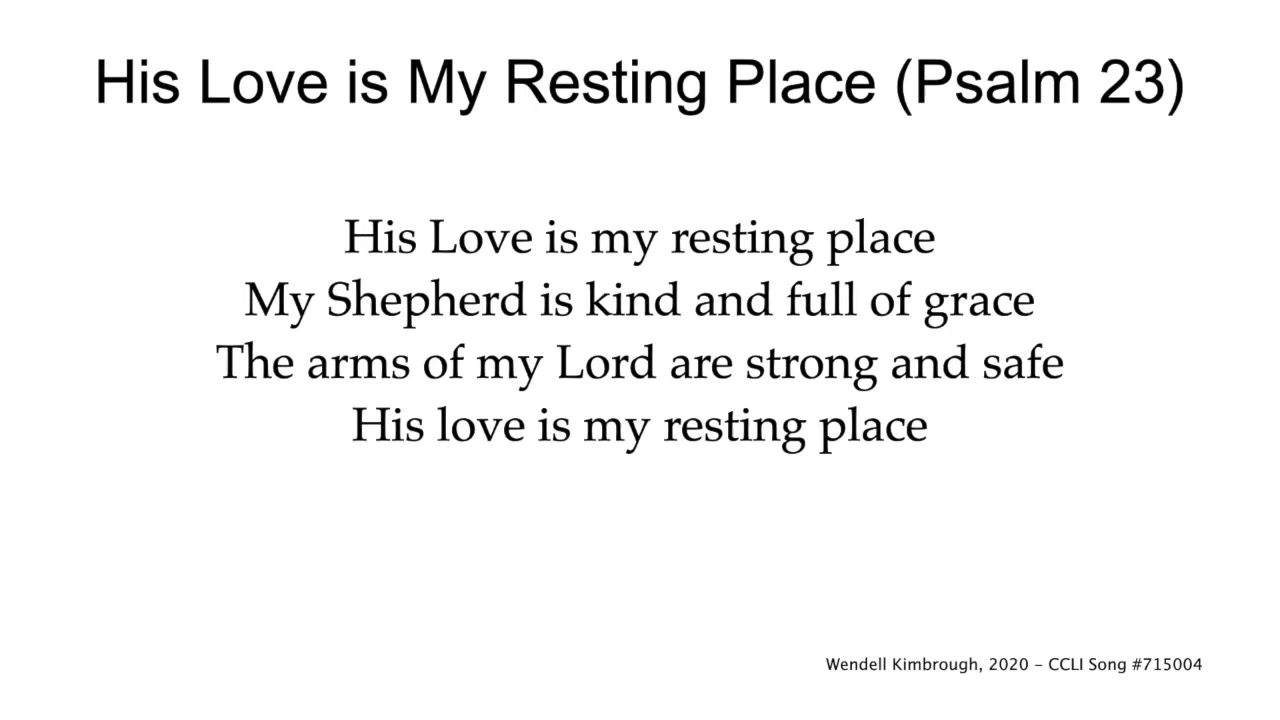 His Love is My Resting Place (Psalm 23)
His Love is my resting place
My Shepherd is kind and full of grace
The arms of my Lord are strong and safe
His love is my resting place
Wendell Kimbrough, 2020 – CCLI Song #715004